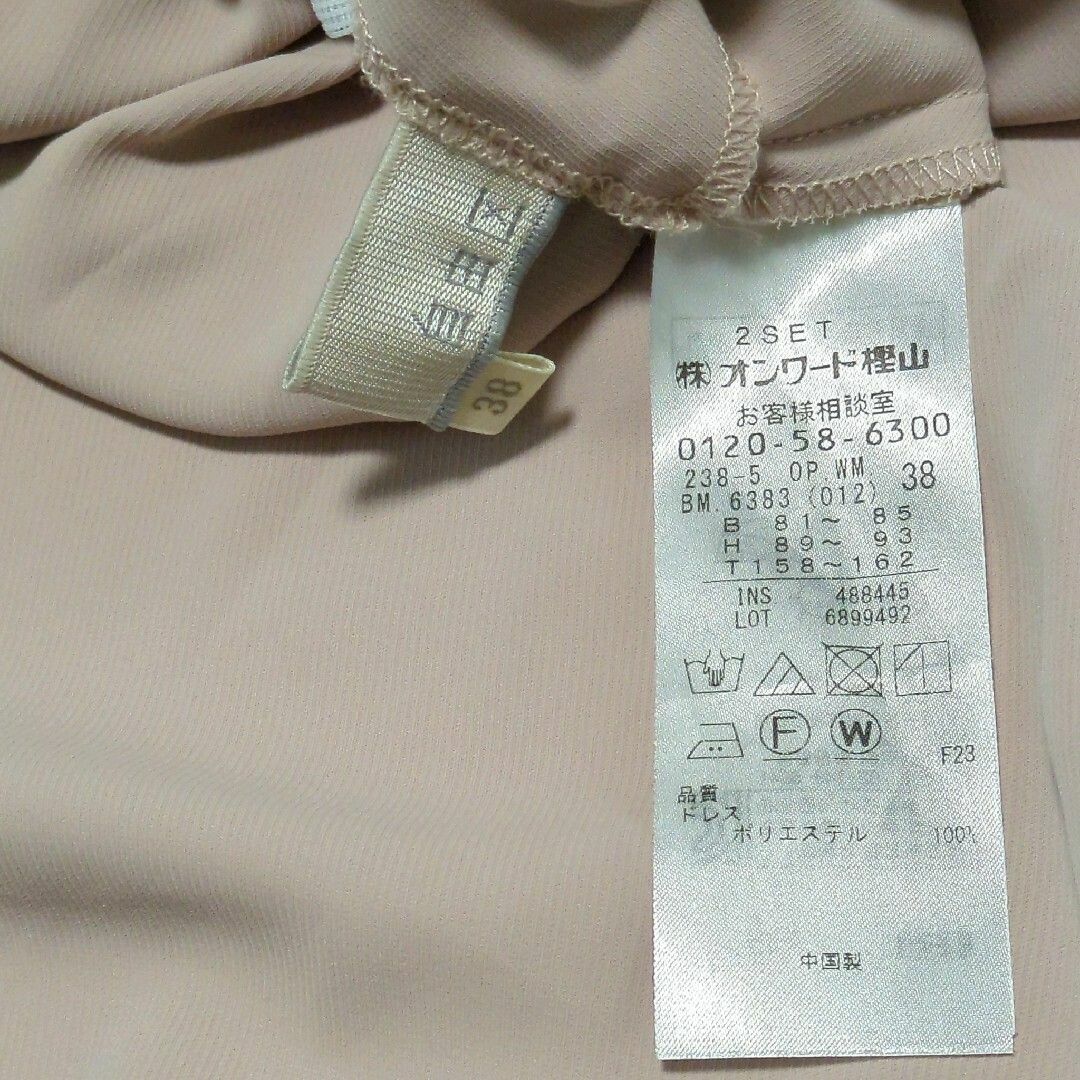 38
2SET
㈱オンワード樫山
お客様相談室
0120-58-6300
238-5 OP WM 38
BM.6383 (012)
B 81～ 85
H 89～ 93
T158～162
INS 488445
LOT 6899492
F
W
F23
品質
ドレス
ポリエステル 100%
中国製